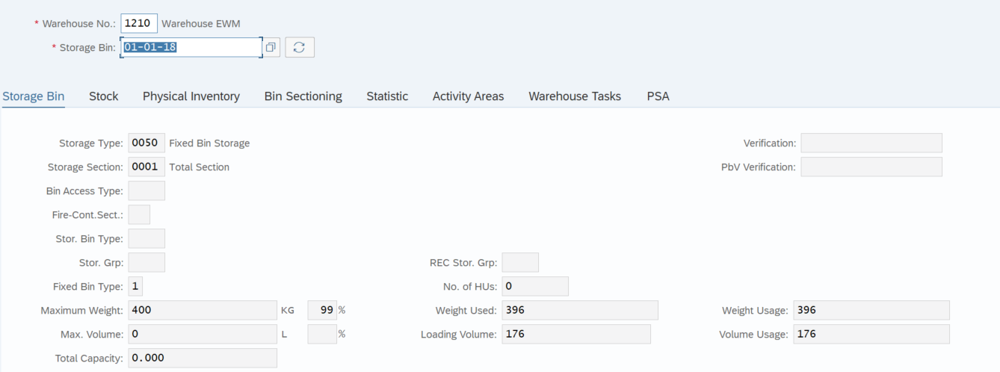 * Warehouse No.: 1210 Warehouse EWM
* Storage Bin: 01-01-18
Storage Bin Stock Physical Inventory Bin Sectioning Statistic Activity Areas Warehouse Tasks PSA
Storage Type: 0050 Fixed Bin Storage Verification:
Storage Section: 0001 Total Section PbV Verification:
Bin Access Type:
Fire-Cont.Sect.:
Stor. Bin Type:
Stor. Grp: REC Stor. Grp:
Fixed Bin Type: 1 No. of HUs: 0
Maximum Weight: 400 KG 99 % Weight Used: 396 Weight Usage: 396
Max. Volume: 0 L % Loading Volume: 176 Volume Usage: 176
Total Capacity: 0.000